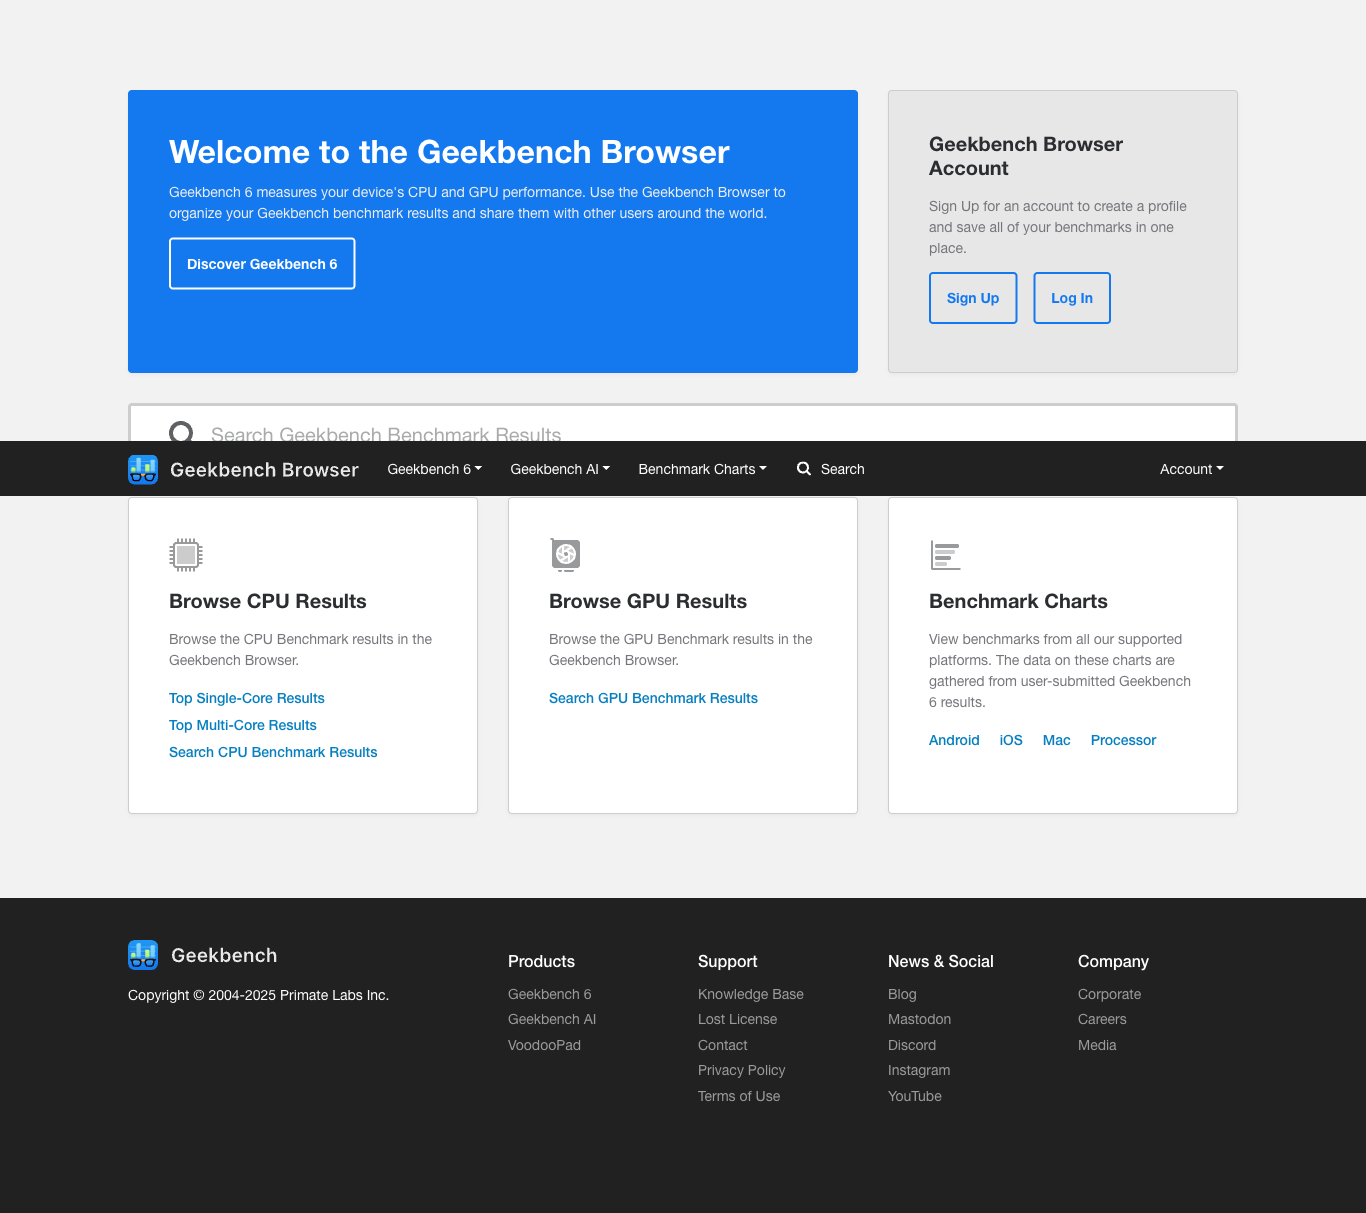 Welcome to the Geekbench Browser
Geekbench 6 measures your device's CPU and GPU performance. Use the Geekbench Browser to
organize your Geekbench benchmark results and share them with other users around the world.
Discover Geekbench 6
Geekbench Browser
Account
Sign Up for an account to create a profile
and save all of your benchmarks in one
place.
Sign Up
Log In
Search Geekbench Benchmark Results
Geekbench Browser
Geekbench 6
Geekbench AI
Benchmark Charts
Search
Account
Browse CPU Results
Browse the CPU Benchmark results in the
Geekbench Browser.
Top Single-Core Results
Top Multi-Core Results
Search CPU Benchmark Results
Browse GPU Results
Browse the GPU Benchmark results in the
Geekbench Browser.
Search GPU Benchmark Results
Benchmark Charts
View benchmarks from all our supported
platforms. The data on these charts are
gathered from user-submitted Geekbench
6 results.
Android iOS Mac Processor
Geekbench
Copyright © 2004-2025 Primate Labs Inc.
Products
Geekbench 6
Geekbench AI
VoodooPad
Support
Knowledge Base
Lost License
Contact
Privacy Policy
Terms of Use
News & Social
Blog
Mastodon
Discord
Instagram
YouTube
Company
Corporate
Careers
Media